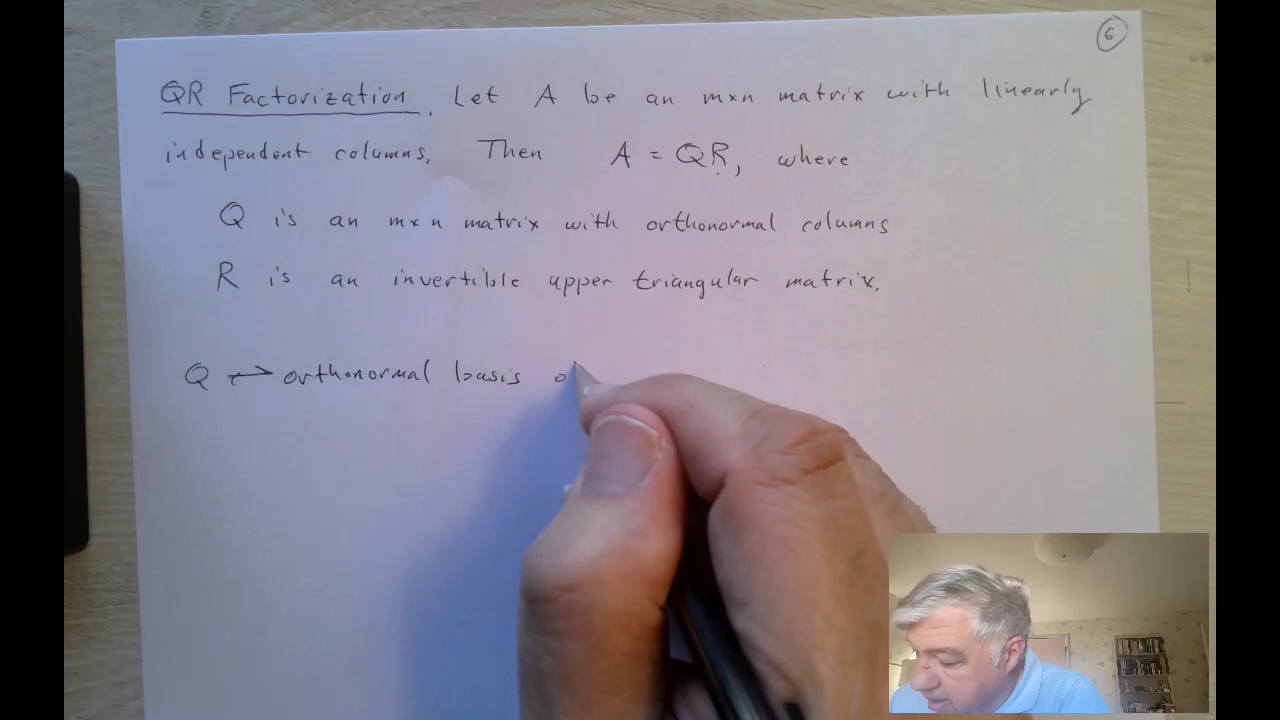 6
QR Factorization. Let A be an m×n matrix with linearly
independent columns. Then A = QR, where
Q is an m×n matrix with orthonormal columns
R is an invertible upper triangular matrix.
Q ⇌ orthonormal basis o